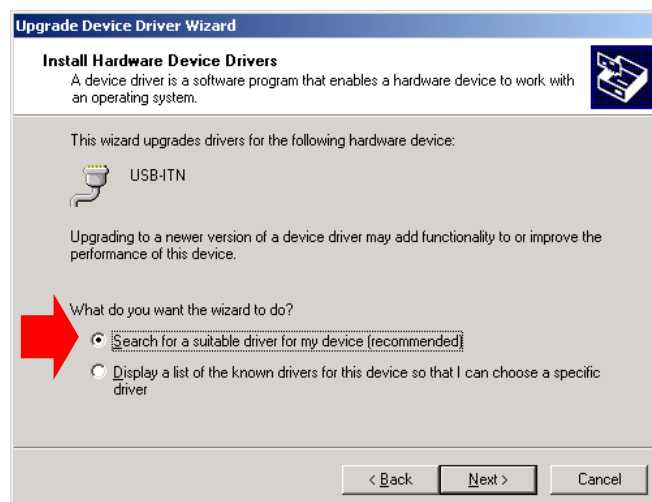 Upgrade Device Driver Wizard
Install Hardware Device Drivers
A device driver is a software program that enables a hardware device to work with
an operating system.
This wizard upgrades drivers for the following hardware device:
USB-ITN
Upgrading to a newer version of a device driver may add functionality to or improve the
performance of this device.
What do you want the wizard to do?
Search for a suitable driver for my device (recommended)
Display a list of the known drivers for this device so that I can choose a specific
driver
< Back Next > Cancel